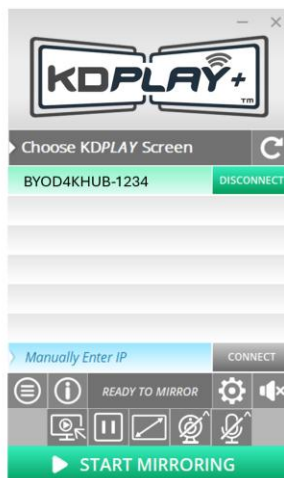 KDPLAY+
TM
Choose KDPLAY Screen
BYOD4KHUB-1234 DISCONNECT
Manually Enter IP CONNECT
READY TO MIRROR
START MIRRORING